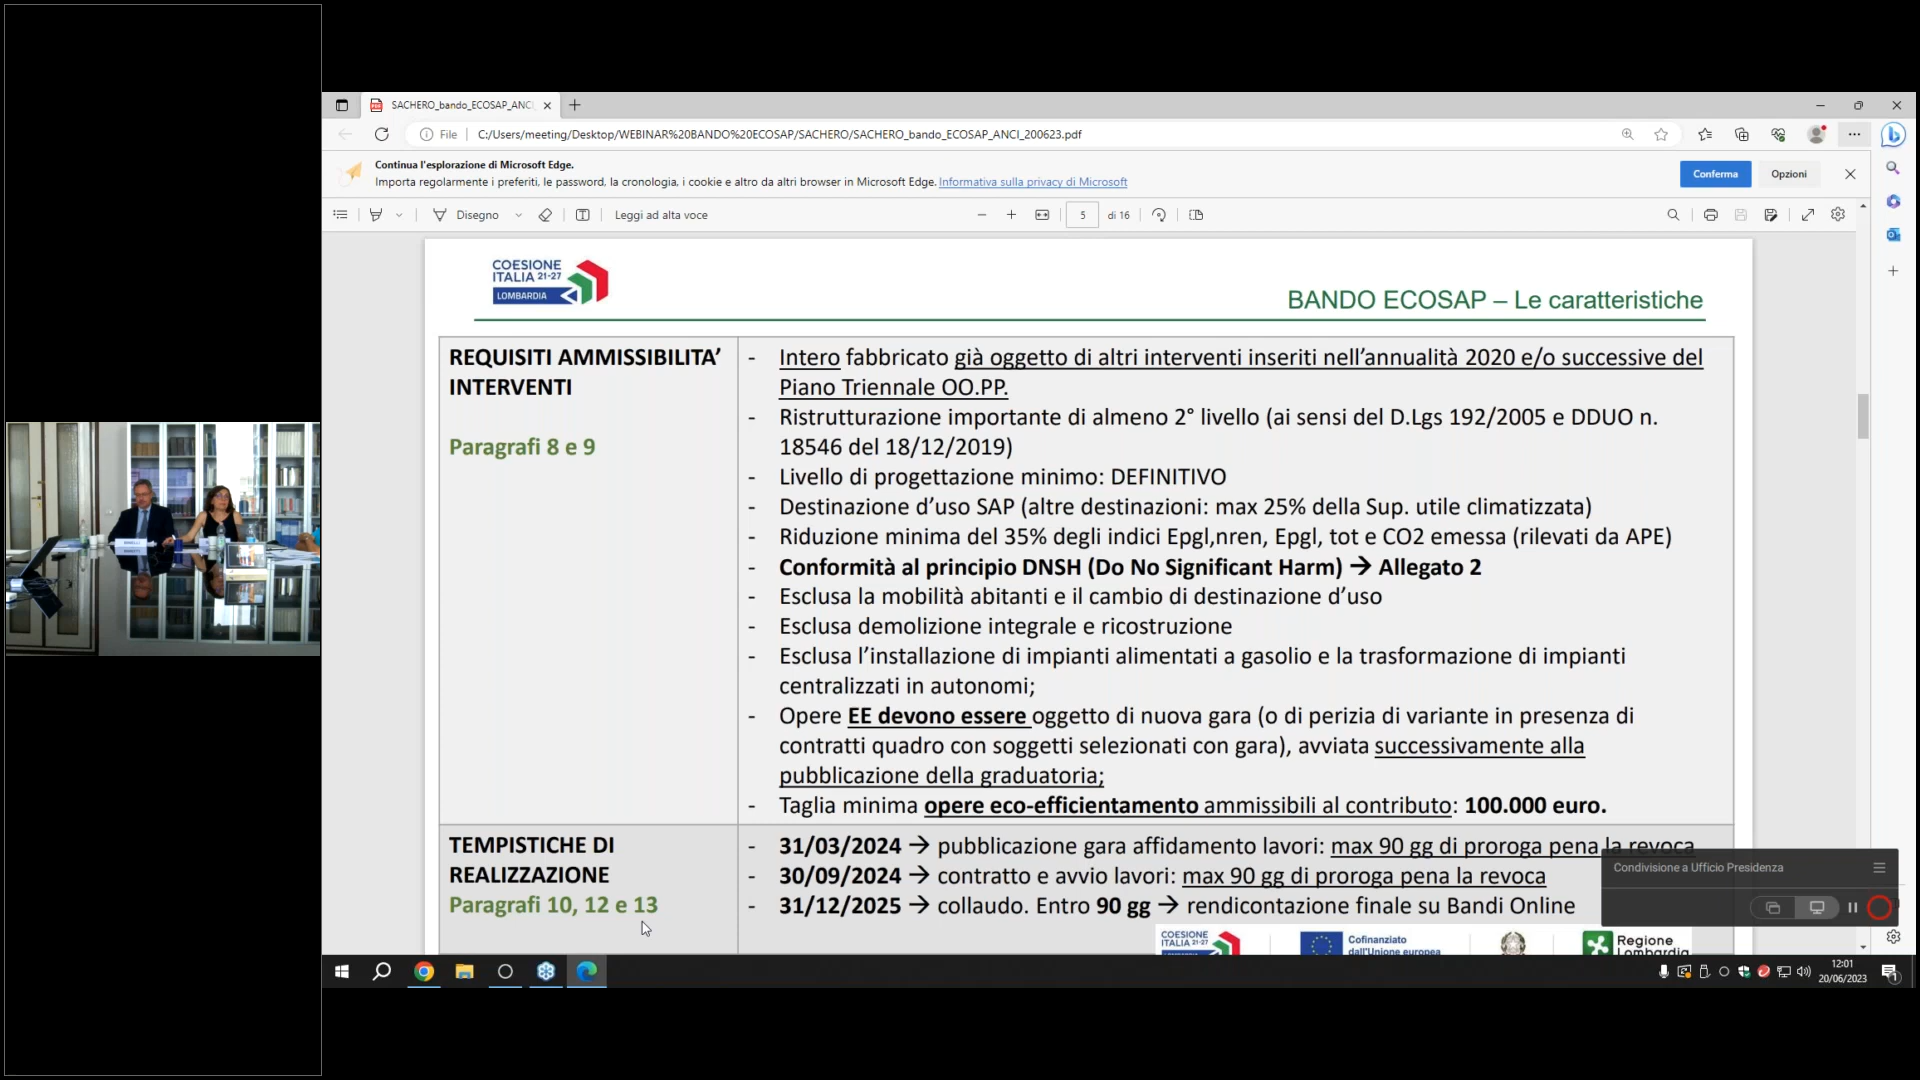 SACHERO_bando_ECOSAP_ANCI_
File
C:/Users/meeting/Desktop/WEBINAR%20BANDO%20ECOSAP/SACHERO/SACHERO_bando_ECOSAP_ANCI_200623.pdf
Continua l'esplorazione di Microsoft Edge.
Importa regolarmente i preferiti, le password, la cronologia, i cookie e altro da altri browser in Microsoft Edge. Informativa sulla privacy di Microsoft
Conferma
Opzioni
Disegno
Leggi ad alta voce
5 di 16
COESIONE
ITALIA 21-27
LOMBARDIA
BANDO ECOSAP – Le caratteristiche
REQUISITI AMMISSIBILITA'
INTERVENTI
Paragrafi 8 e 9
- Intero fabbricato già oggetto di altri interventi inseriti nell'annualità 2020 e/o successive del
Piano Triennale OO.PP.
- Ristrutturazione importante di almeno 2° livello (ai sensi del D.Lgs 192/2005 e DDUO n.
18546 del 18/12/2019)
- Livello di progettazione minimo: DEFINITIVO
- Destinazione d'uso SAP (altre destinazioni: max 25% della Sup. utile climatizzata)
- Riduzione minima del 35% degli indici Epgl,nren, Epgl, tot e CO2 emessa (rilevati da APE)
- Conformità al principio DNSH (Do No Significant Harm) → Allegato 2
- Esclusa la mobilità abitanti e il cambio di destinazione d'uso
- Esclusa demolizione integrale e ricostruzione
- Esclusa l'installazione di impianti alimentati a gasolio e la trasformazione di impianti
centralizzati in autonomi;
- Opere EE devono essere oggetto di nuova gara (o di perizia di variante in presenza di
contratti quadro con soggetti selezionati con gara), avviata successivamente alla
pubblicazione della graduatoria;
- Taglia minima opere eco-efficientamento ammissibili al contributo: 100.000 euro.
TEMPISTICHE DI
REALIZZAZIONE
Paragrafi 10, 12 e 13
- 31/03/2024 → pubblicazione gara affidamento lavori: max 90 gg di proroga pena la revoca
- 30/09/2024 → contratto e avvio lavori: max 90 gg di proroga pena la revoca
- 31/12/2025 → collaudo. Entro 90 gg → rendicontazione finale su Bandi Online
Condivisione a Ufficio Presidenza
COESIONE
ITALIA 21-27
Cofinanziato
dall'Unione europea
Regione
Lombardia
12:01
20/06/2023
1